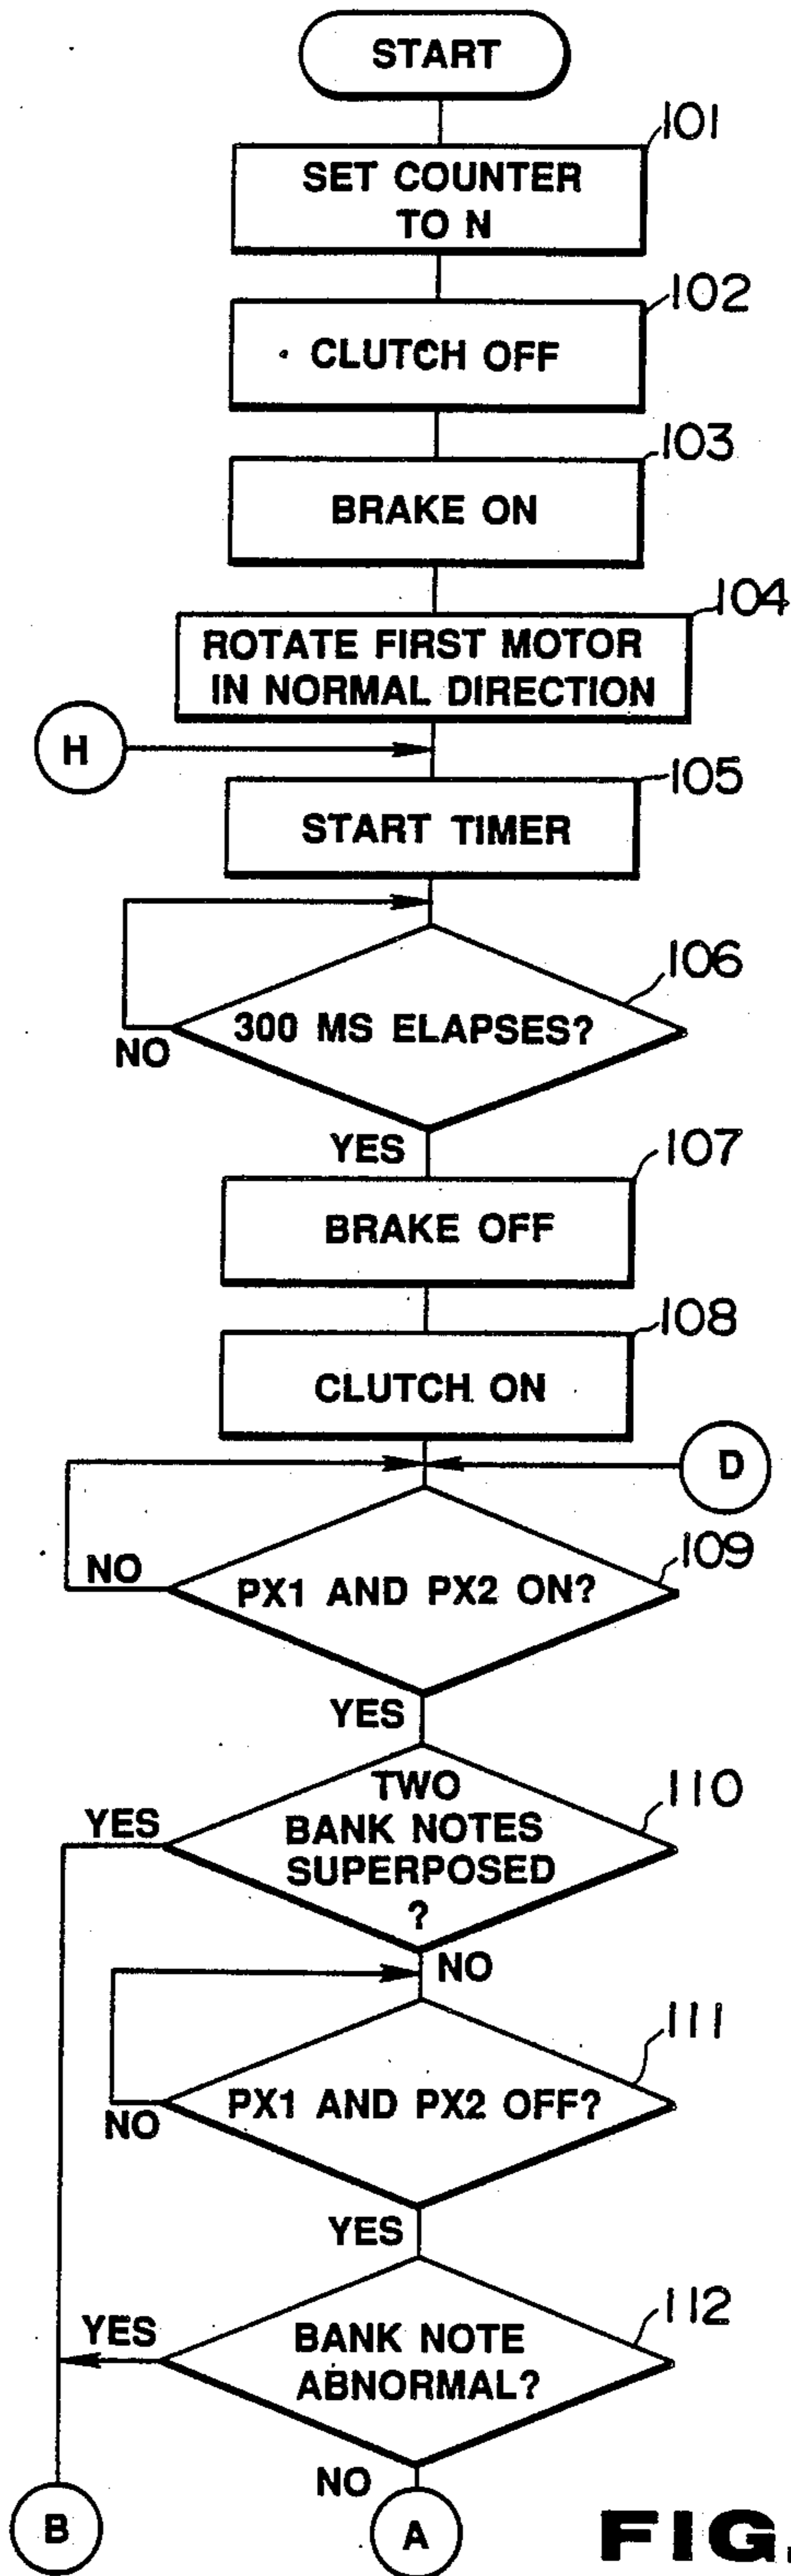 START
101
SET COUNTER
TO N
102
CLUTCH OFF
103
BRAKE ON
104
ROTATE FIRST MOTOR
IN NORMAL DIRECTION
H
105
START TIMER
106
300 MS ELAPSES?
NO
YES
107
BRAKE OFF
108
CLUTCH ON
D
109
NO
PX1 AND PX2 ON?
YES
110
TWO
YES
BANK NOTES
SUPERPOSED
?
NO
111
PX1 AND PX2 OFF?
NO
YES
112
YES
BANK NOTE
ABNORMAL?
NO
B
A
FIG.